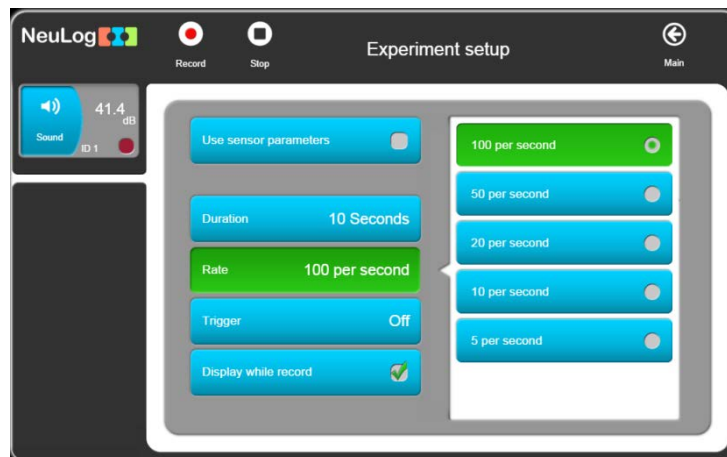 NeuLog
Record
Stop
Experiment setup
Main
Sound
41.4
dB
ID 1
Use sensor parameters
Duration 10 Seconds
Rate 100 per second
Trigger Off
Display while record
100 per second
50 per second
20 per second
10 per second
5 per second